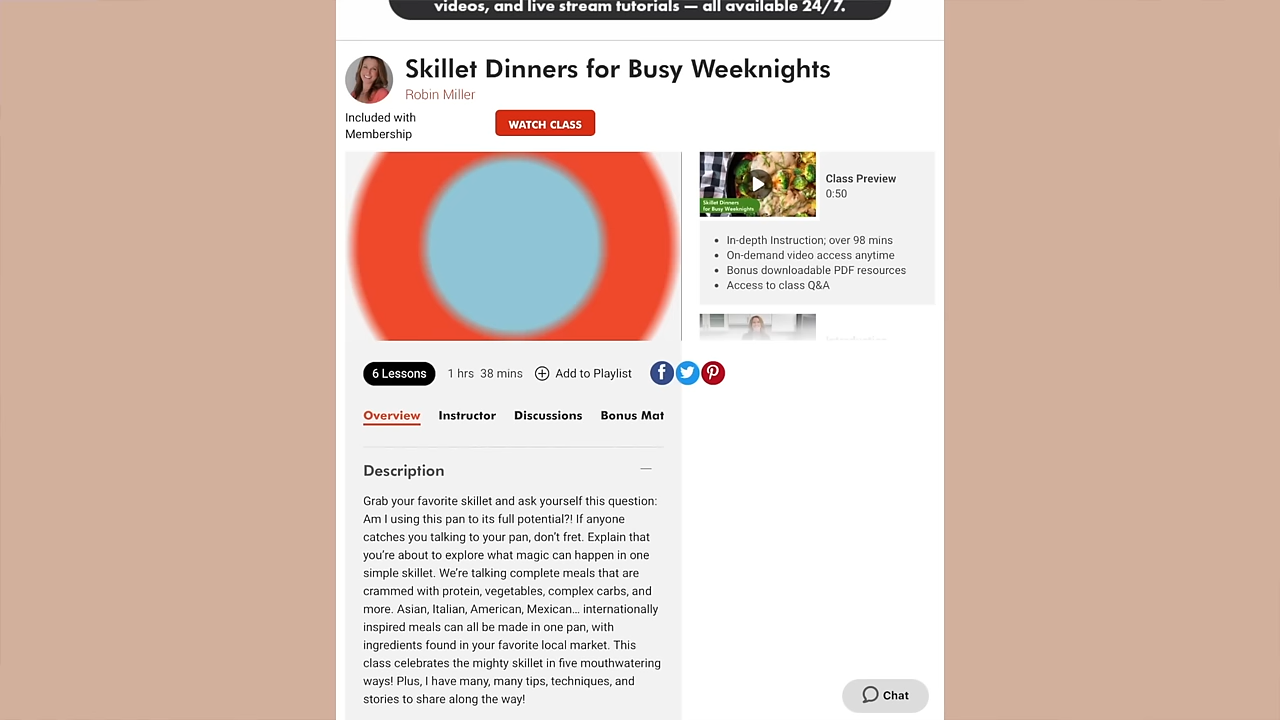 videos, and live stream tutorials — all available 24/7.
Skillet Dinners for Busy Weeknights
Robin Miller
Included with
Membership
WATCH CLASS
Skillet Dinners
for Busy Weeknights
Class Preview
0:50
• In-depth Instruction; over 98 mins
• On-demand video access anytime
• Bonus downloadable PDF resources
• Access to class Q&A
6 Lessons 1 hrs 38 mins Add to Playlist
Overview Instructor Discussions Bonus Mat
Description
Grab your favorite skillet and ask yourself this question:
Am I using this pan to its full potential?! If anyone
catches you talking to your pan, don’t fret. Explain that
you’re about to explore what magic can happen in one
simple skillet. We’re talking complete meals that are
crammed with protein, vegetables, complex carbs, and
more. Asian, Italian, American, Mexican… internationally
inspired meals can all be made in one pan, with
ingredients found in your favorite local market. This
class celebrates the mighty skillet in five mouthwatering
ways! Plus, I have many, many tips, techniques, and
stories to share along the way!
Chat